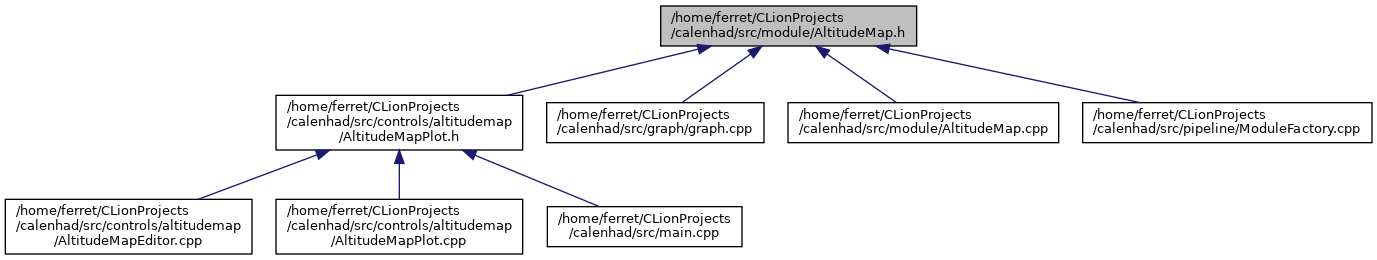 /home/ferret/CLionProjects
/calenhad/src/module/AltitudeMap.h
/home/ferret/CLionProjects
/calenhad/src/controls/altitudemap
/AltitudeMapPlot.h
/home/ferret/CLionProjects
/calenhad/src/graph/graph.cpp
/home/ferret/CLionProjects
/calenhad/src/module/AltitudeMap.cpp
/home/ferret/CLionProjects
/calenhad/src/pipeline/ModuleFactory.cpp
/home/ferret/CLionProjects
/calenhad/src/controls/altitudemap
/AltitudeMapEditor.cpp
/home/ferret/CLionProjects
/calenhad/src/controls/altitudemap
/AltitudeMapPlot.cpp
/home/ferret/CLionProjects
/calenhad/src/main.cpp